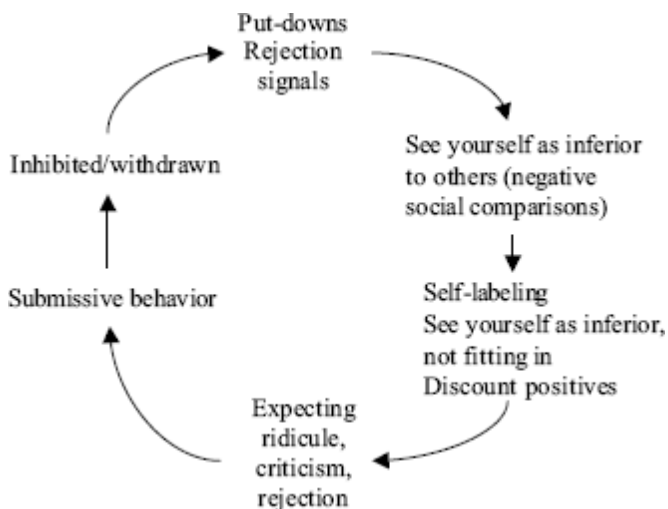 Put-downs
Rejection
signals
See yourself as inferior
to others (negative
social comparisons)
Self-labeling
See yourself as inferior,
not fitting in
Discount positives
Expecting
ridicule,
criticism,
rejection
Submissive behavior
Inhibited/withdrawn